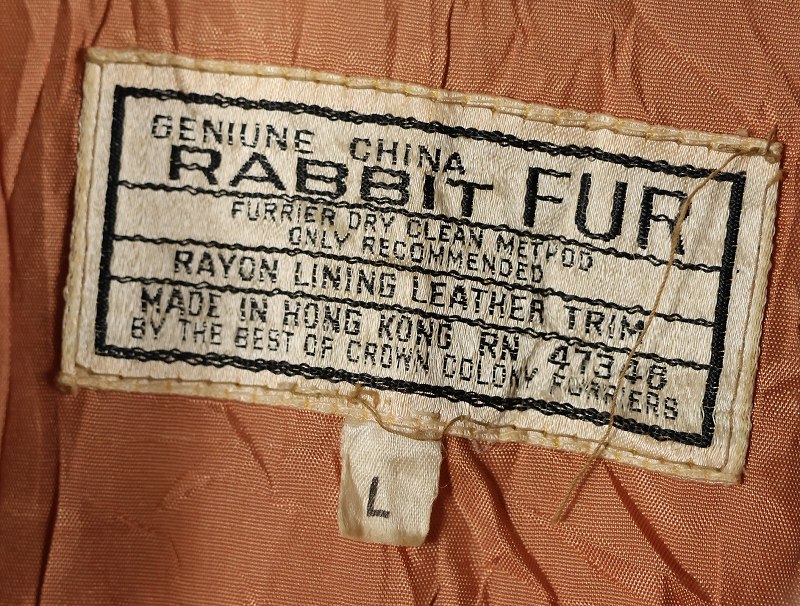 GENIUNE CHINA
RABBIT FUR
FURRIER DRY CLEAN METHOD
ONLY RECOMMENDED
RAYON LINING LEATHER TRIM
MADE IN HONG KONG RN 47348
BY THE BEST OF CROWN COLONY FURRIERS
L